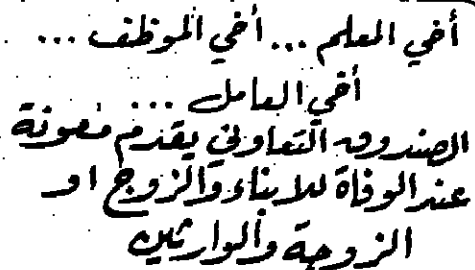 أخي المعلم ... أخي الموظف ...
أخي العامل ...
الصندوق التعاوني يقدم معونة
عند الوفاة للابناء والزوج او
الزوجة والوارثين